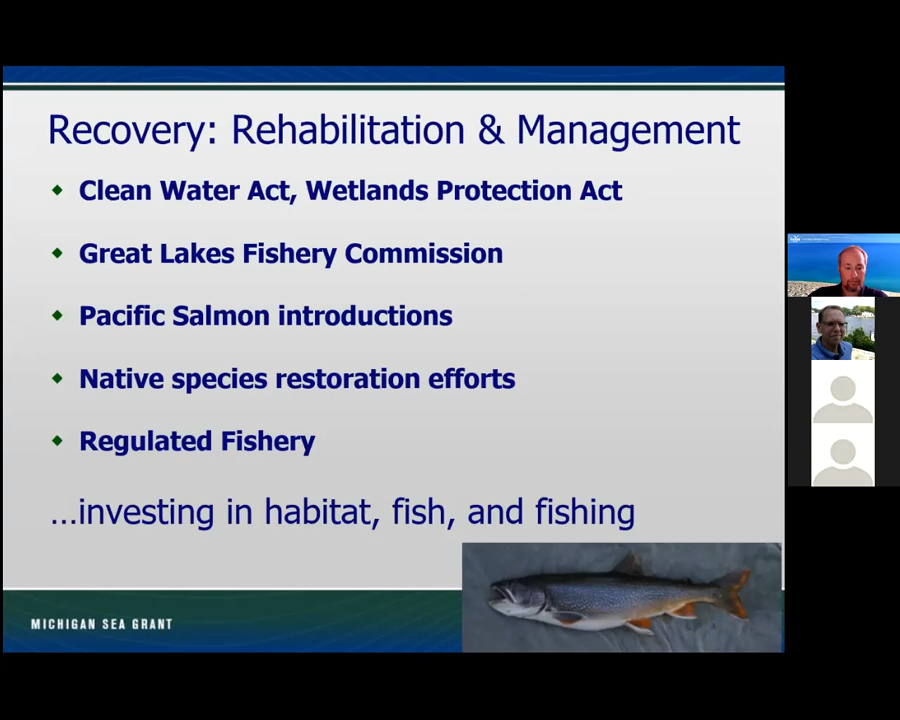 Recovery: Rehabilitation & Management
Clean Water Act, Wetlands Protection Act
Great Lakes Fishery Commission
Pacific Salmon introductions
Native species restoration efforts
Regulated Fishery
...investing in habitat, fish, and fishing
MICHIGAN SEA GRANT